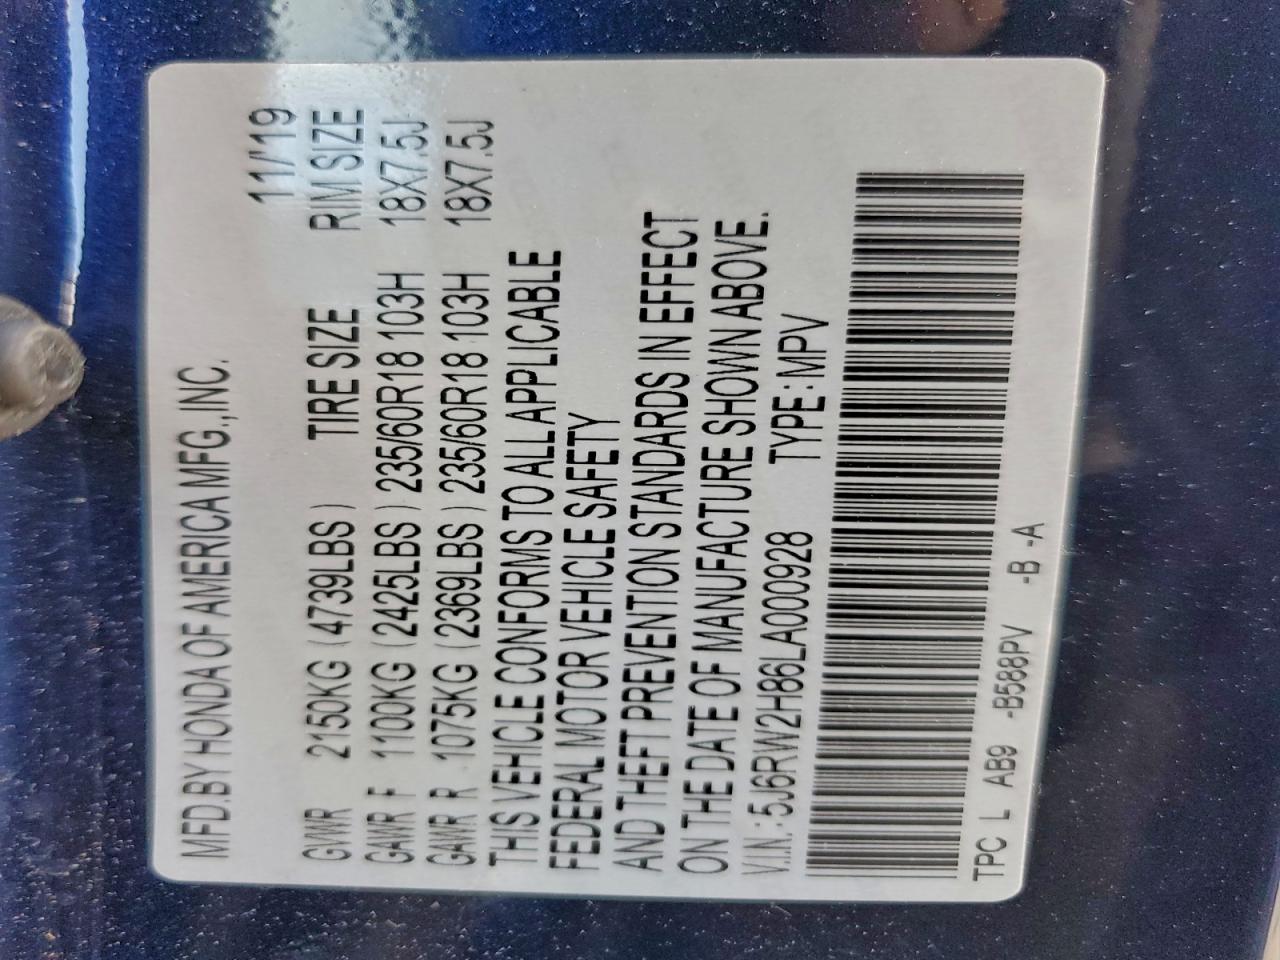 MFD.BY HONDA OF AMERICA MFG.,INC.
11/'19
TIRE SIZE RIM SIZE
GVWR 2150KG (4739LBS)
GAWR F 1100KG (2425LBS) 235/60R18 103H 18X7.5J
GAWR R 1075KG (2369LBS) 235/60R18 103H 18X7.5J
THIS VEHICLE CONFORMS TO ALL APPLICABLE
FEDERAL MOTOR VEHICLE SAFETY
AND THEFT PREVENTION STANDARDS IN EFFECT
ON THE DATE OF MANUFACTURE SHOWN ABOVE.
V.I.N.: 5J6RW2H86LA000928 TYPE: MPV
TPC L AB9 -B588PV -B -A